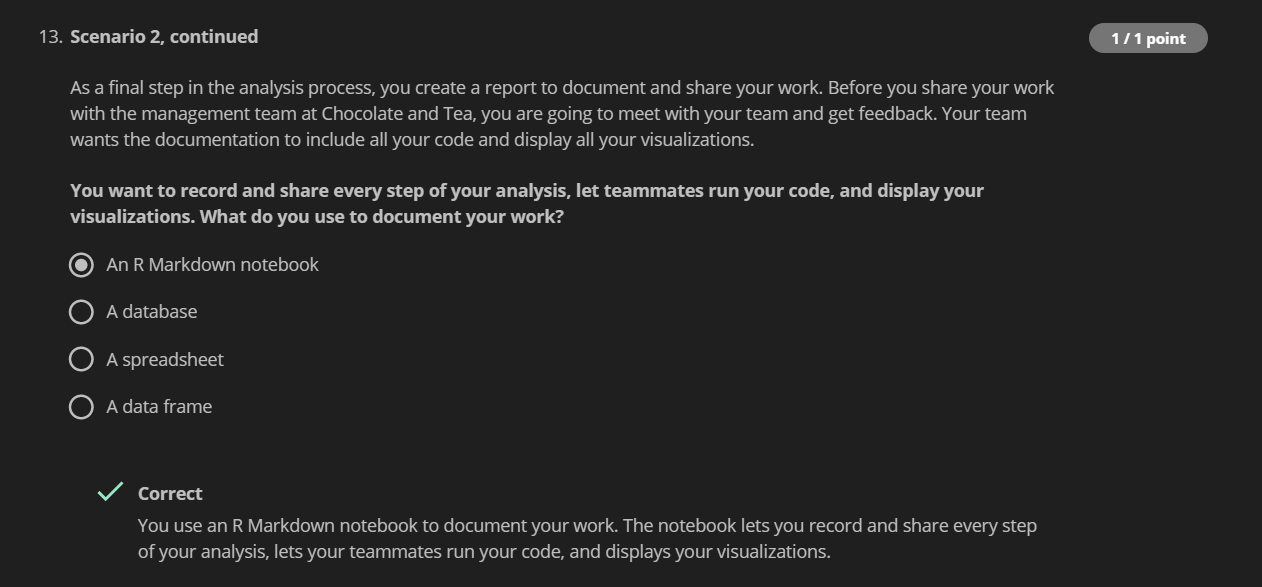 13. Scenario 2, continued
1 / 1 point
As a final step in the analysis process, you create a report to document and share your work. Before you share your work
with the management team at Chocolate and Tea, you are going to meet with your team and get feedback. Your team
wants the documentation to include all your code and display all your visualizations.
You want to record and share every step of your analysis, let teammates run your code, and display your
visualizations. What do you use to document your work?
An R Markdown notebook
A database
A spreadsheet
A data frame
Correct
You use an R Markdown notebook to document your work. The notebook lets you record and share every step
of your analysis, lets your teammates run your code, and displays your visualizations.